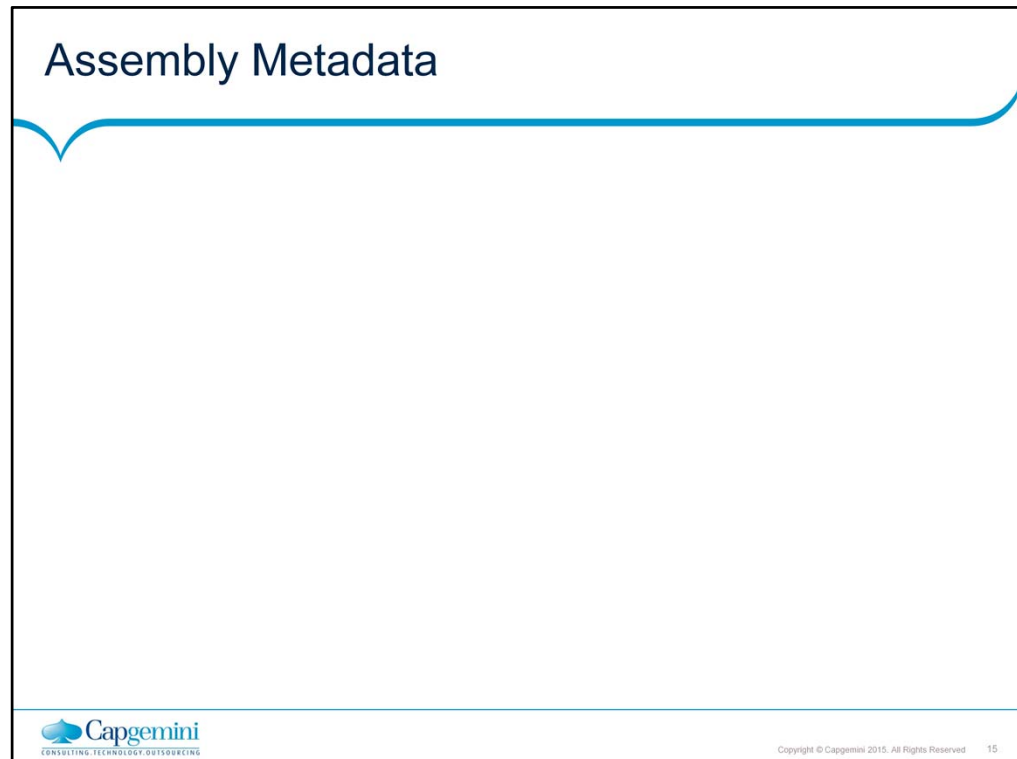 Assembly Metadata
Capgemini
CONSULTING.TECHNOLOGY.OUTSOURCING
Copyright © Capgemini 2015. All Rights Reserved 15